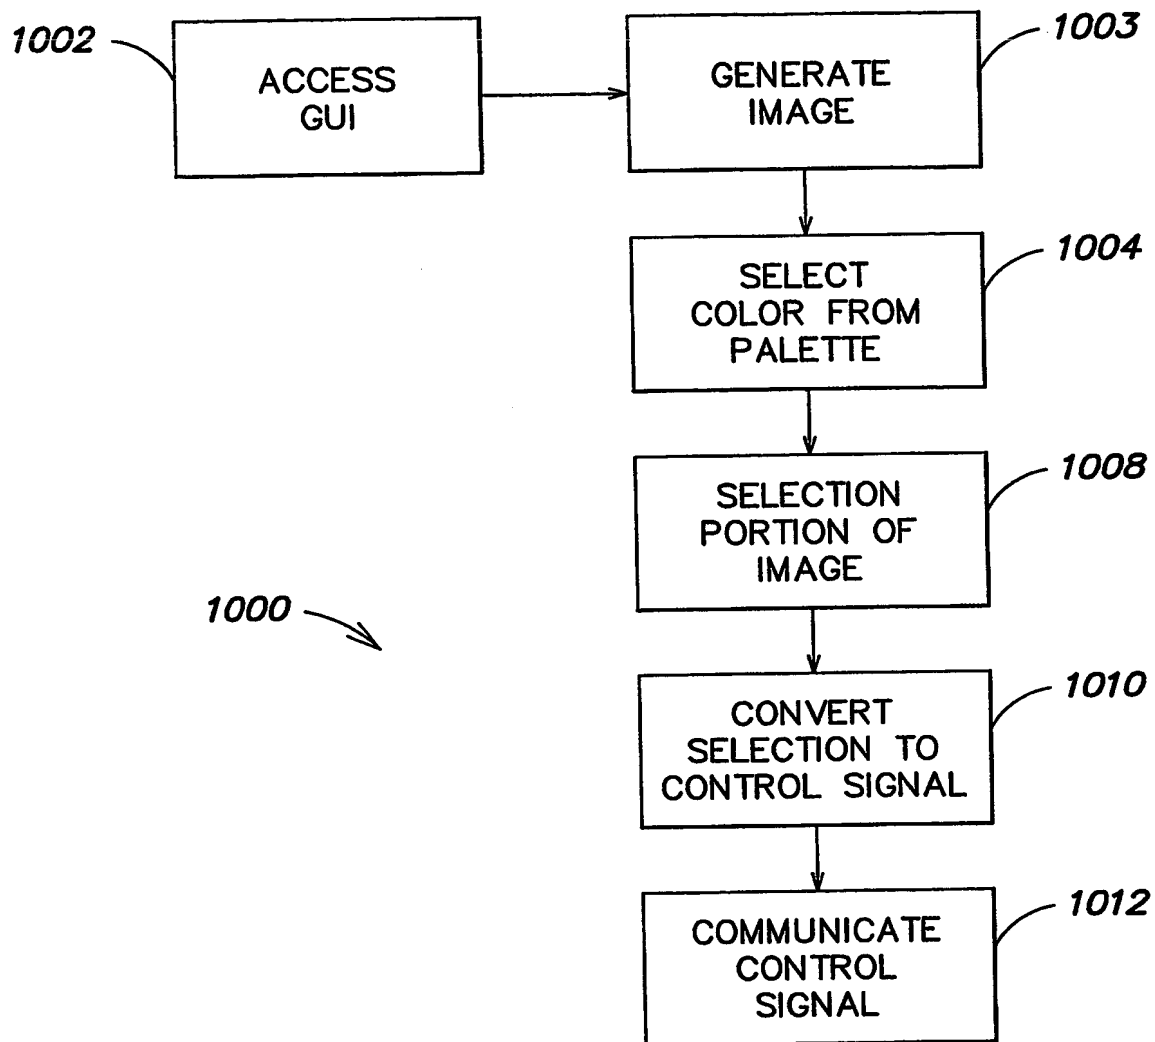 1002
ACCESS
GUI
1003
GENERATE
IMAGE
1004
SELECT
COLOR FROM
PALETTE
1008
SELECTION
PORTION OF
IMAGE
1000
1010
CONVERT
SELECTION TO
CONTROL SIGNAL
1012
COMMUNICATE
CONTROL
SIGNAL